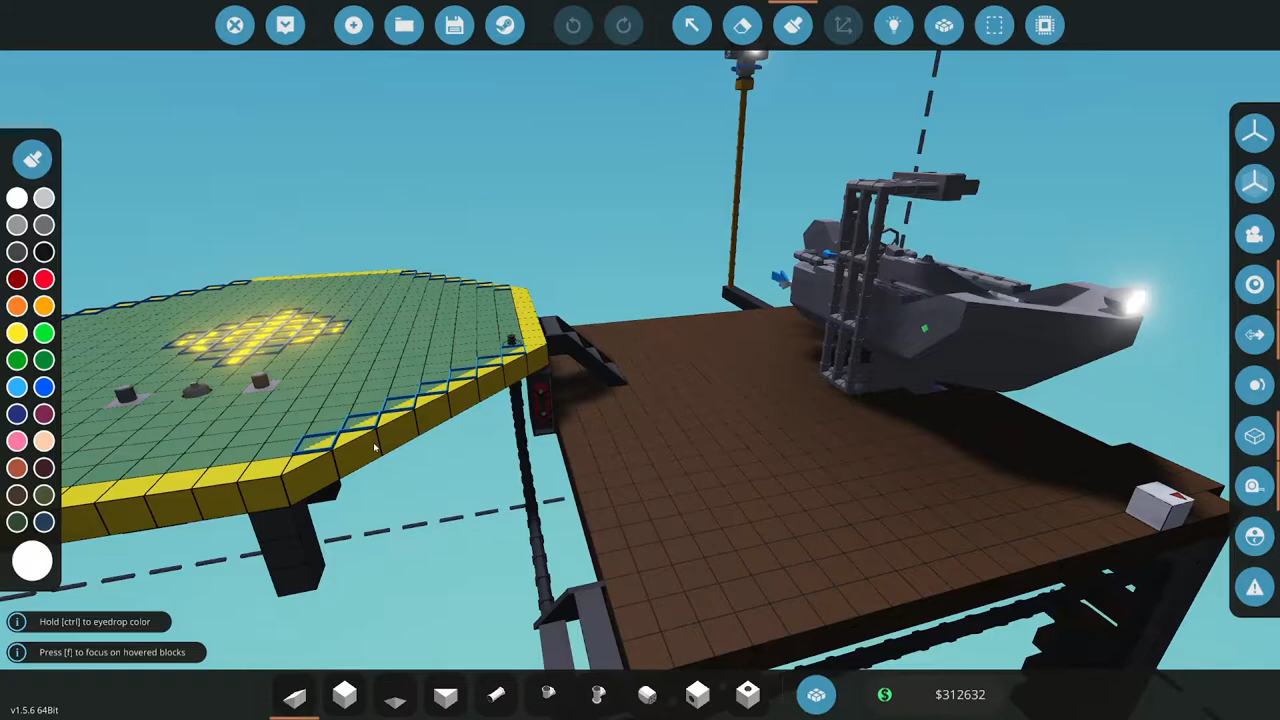 Hold [ctrl] to eyedrop color
Press [f] to focus on hovered blocks
$312632
v1.5.6 64Bit